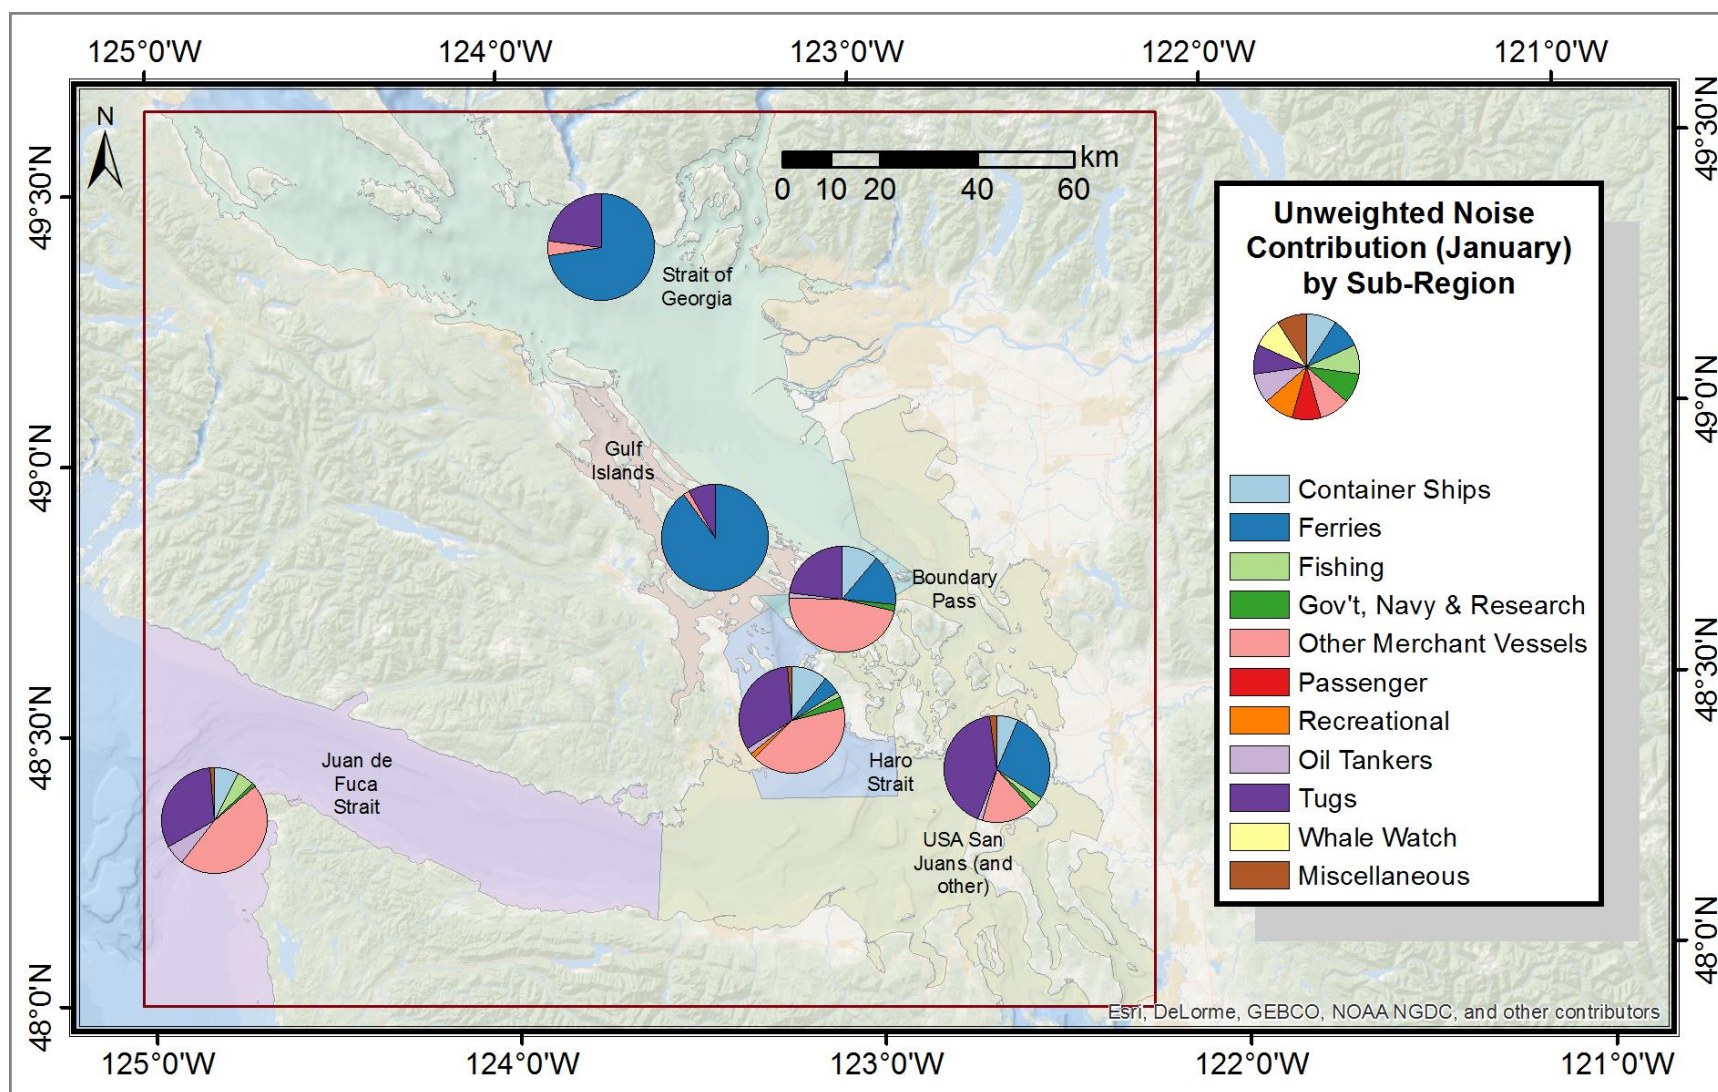 125°0'W 124°0'W 123°0'W 122°0'W 121°0'W
N
km
0 10 20 40 60
49°30'N
49°0'N
48°30'N
48°0'N
49°30'N
49°0'N
48°30'N
48°0'N
Strait of
Georgia
Gulf
Islands
Boundary
Pass
Juan de
Fuca
Strait
Haro
Strait
USA San
Juans (and
other)
Unweighted Noise
Contribution (January)
by Sub-Region
Container Ships
Ferries
Fishing
Gov't, Navy & Research
Other Merchant Vessels
Passenger
Recreational
Oil Tankers
Tugs
Whale Watch
Miscellaneous
Esri, DeLorme, GEBCO, NOAA NGDC, and other contributors
125°0'W 124°0'W 123°0'W 122°0'W 121°0'W